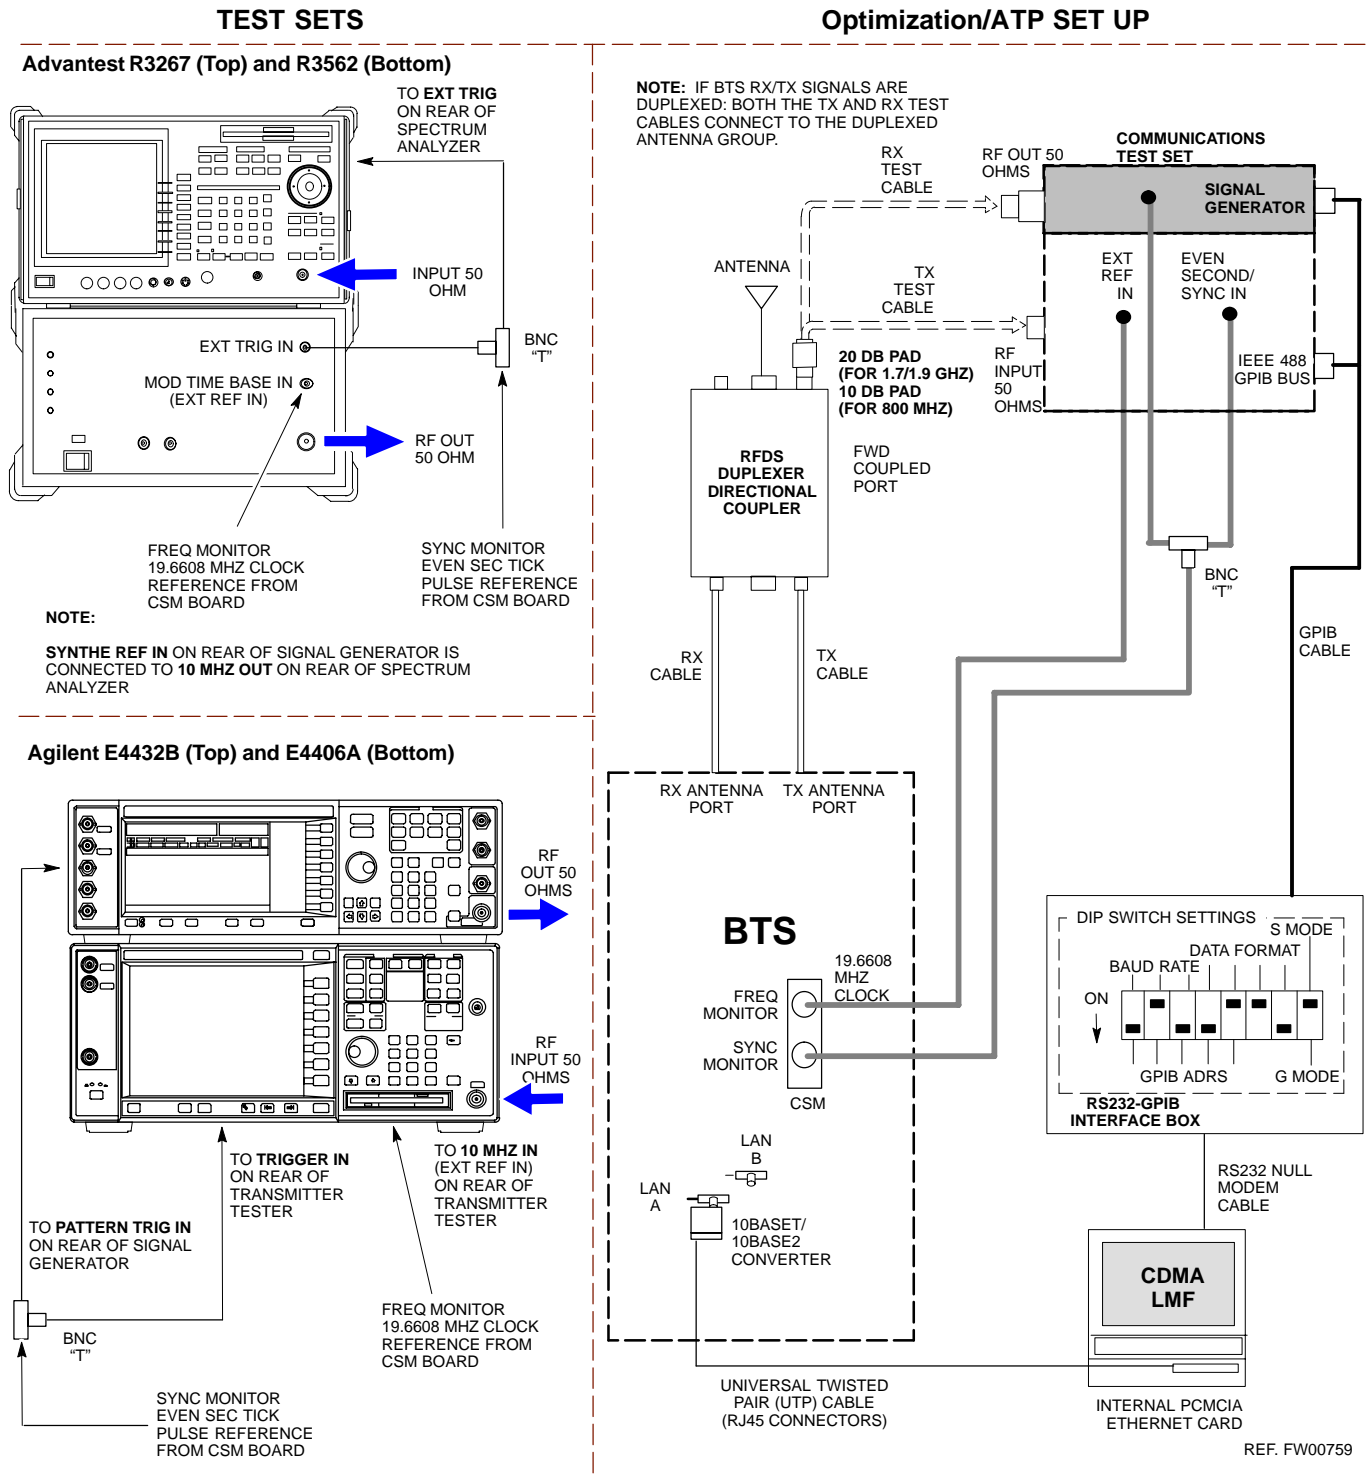 TEST SETS
Optimization/ATP SET UP
Advantest R3267 (Top) and R3562 (Bottom)
TO EXT TRIG
ON REAR OF
SPECTRUM
ANALYZER
INPUT 50
OHM
EXT TRIG IN
BNC
“T”
MOD TIME BASE IN
(EXT REF IN)
RF OUT
50 OHM
FREQ MONITOR
19.6608 MHZ CLOCK
REFERENCE FROM
CSM BOARD
SYNC MONITOR
EVEN SEC TICK
PULSE REFERENCE
FROM CSM BOARD
NOTE:
SYNTHE REF IN ON REAR OF SIGNAL GENERATOR IS
CONNECTED TO 10 MHZ OUT ON REAR OF SPECTRUM
ANALYZER
Agilent E4432B (Top) and E4406A (Bottom)
RF
OUT 50
OHMS
RF
INPUT 50
OHMS
TO TRIGGER IN
ON REAR OF
TRANSMITTER
TESTER
TO 10 MHZ IN
(EXT REF IN)
ON REAR OF
TRANSMITTER
TESTER
TO PATTERN TRIG IN
ON REAR OF SIGNAL
GENERATOR
BNC
“T”
FREQ MONITOR
19.6608 MHZ CLOCK
REFERENCE FROM
CSM BOARD
SYNC MONITOR
EVEN SEC TICK
PULSE REFERENCE
FROM CSM BOARD
NOTE: IF BTS RX/TX SIGNALS ARE
DUPLEXED: BOTH THE TX AND RX TEST
CABLES CONNECT TO THE DUPLEXED
ANTENNA GROUP.
RX
TEST
CABLE
RF OUT 50
OHMS
COMMUNICATIONS
TEST SET
SIGNAL
GENERATOR
ANTENNA
TX
TEST
CABLE
EXT
REF
IN
EVEN
SECOND/
SYNC IN
20 DB PAD
(FOR 1.7/1.9 GHZ)
10 DB PAD
(FOR 800 MHZ)
RF
INPUT
50
OHMS
IEEE 488
GPIB BUS
RFDS
DUPLEXER
DIRECTIONAL
COUPLER
FWD
COUPLED
PORT
BNC
“T”
GPIB
CABLE
RX
CABLE
TX
CABLE
RX ANTENNA
PORT
TX ANTENNA
PORT
BTS
19.6608
MHZ
CLOCK
FREQ
MONITOR
SYNC
MONITOR
CSM
LAN
B
LAN
A
10BASET/
10BASE2
CONVERTER
DIP SWITCH SETTINGS
S MODE
DATA FORMAT
BAUD RATE
ON
GPIB ADRS
G MODE
RS232-GPIB
INTERFACE BOX
RS232 NULL
MODEM
CABLE
CDMA
LMF
UNIVERSAL TWISTED
PAIR (UTP) CABLE
(RJ45 CONNECTORS)
INTERNAL PCMCIA
ETHERNET CARD
REF. FW00759